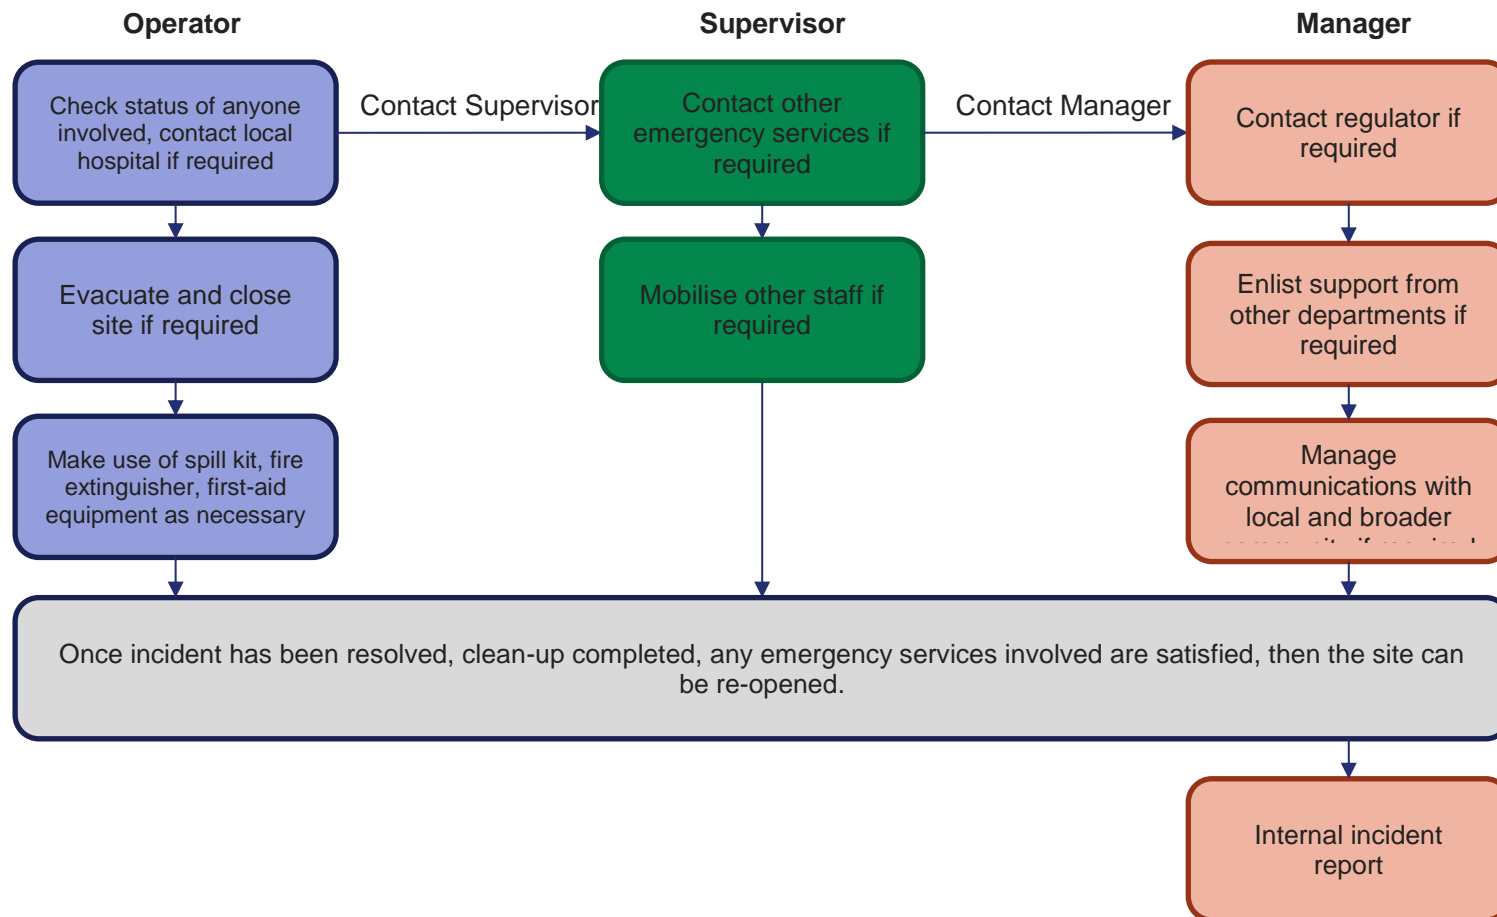 Operator
Supervisor
Manager
Check status of anyone
involved, contact local
hospital if required
Contact Supervisor
Contact other
emergency services if
required
Contact Manager
Contact regulator if
required
Evacuate and close
site if required
Mobilise other staff if
required
Enlist support from
other departments if
required
Make use of spill kit, fire
extinguisher, first-aid
equipment as necessary
Manage
communications with
local and broader
community if required
Once incident has been resolved, clean-up completed, any emergency services involved are satisfied, then the site can
be re-opened.
Internal incident
report